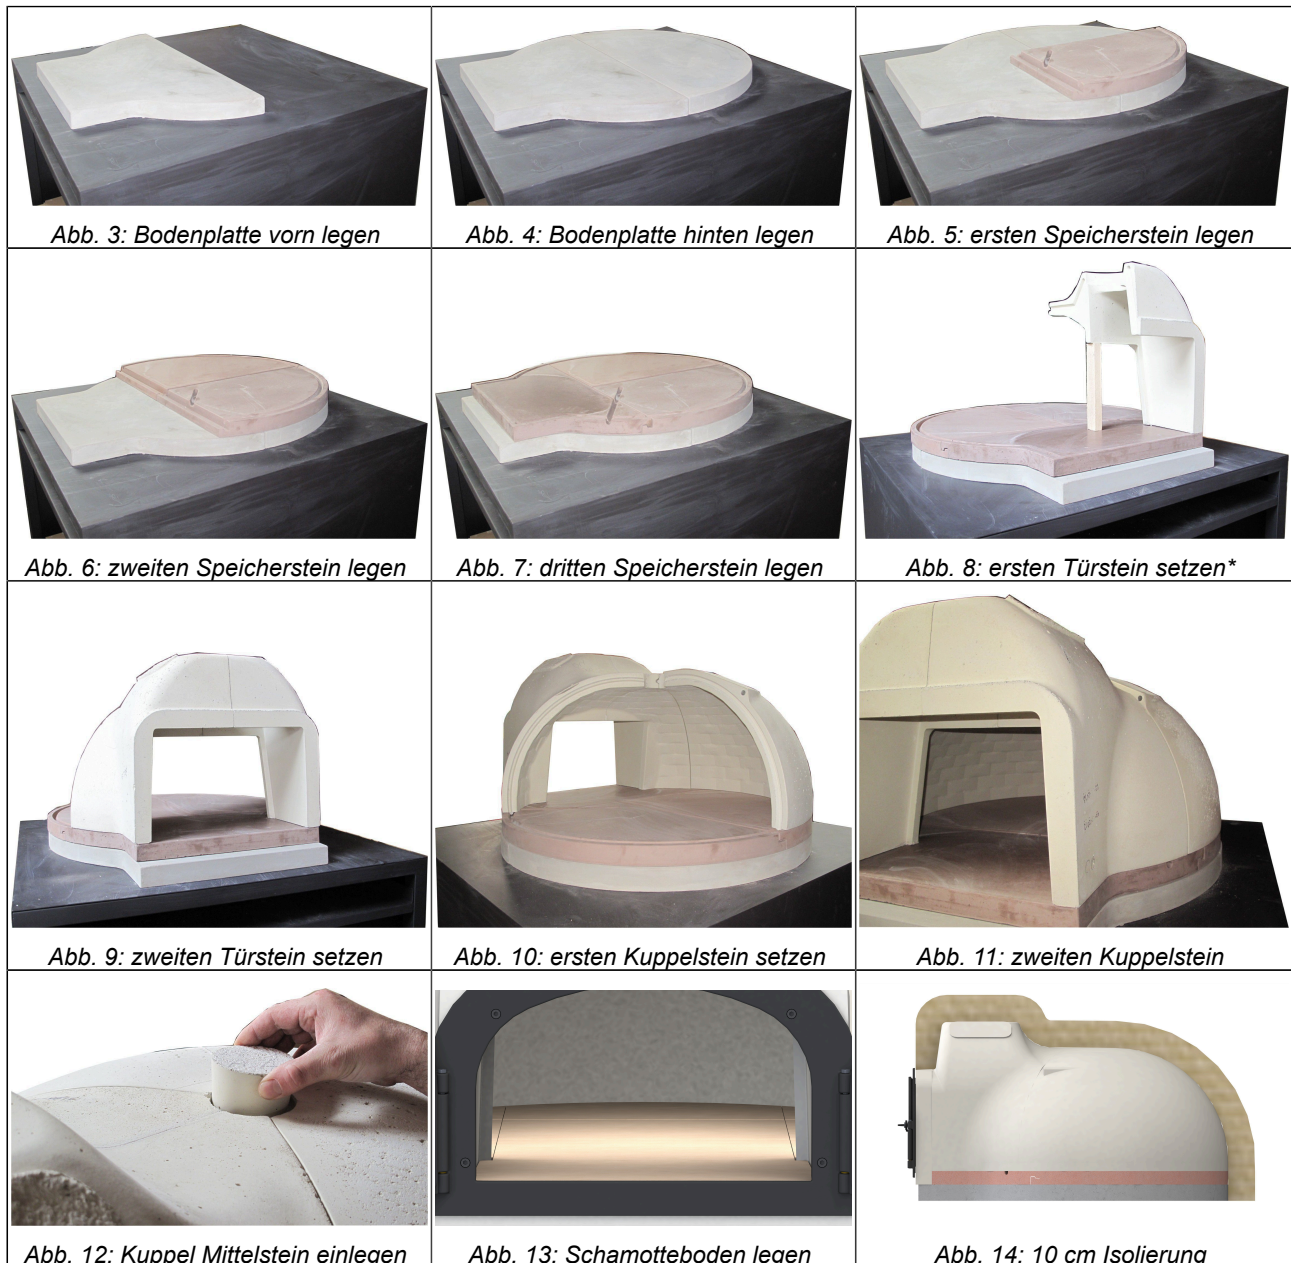 Abb. 3: Bodenplatte vorn legen
Abb. 4: Bodenplatte hinten legen
Abb. 5: ersten Speicherstein legen
Abb. 6: zweiten Speicherstein legen
Abb. 7: dritten Speicherstein legen
Abb. 8: ersten Türstein setzen*
Abb. 9: zweiten Türstein setzen
Abb. 10: ersten Kuppelstein setzen
Abb. 11: zweiten Kuppelstein
Abb. 12: Kuppel Mittelstein einlegen
Abb. 13: Schamotteboden legen
Abb. 14: 10 cm Isolierung